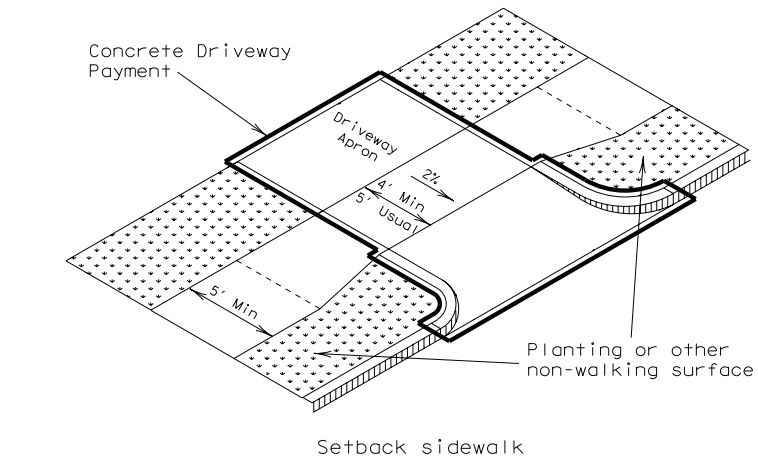 Concrete Driveway
Payment
Driveway
Apron
2%
4' Min
5' Usual
5' Min
Planting or other
non-walking surface
Setback sidewalk